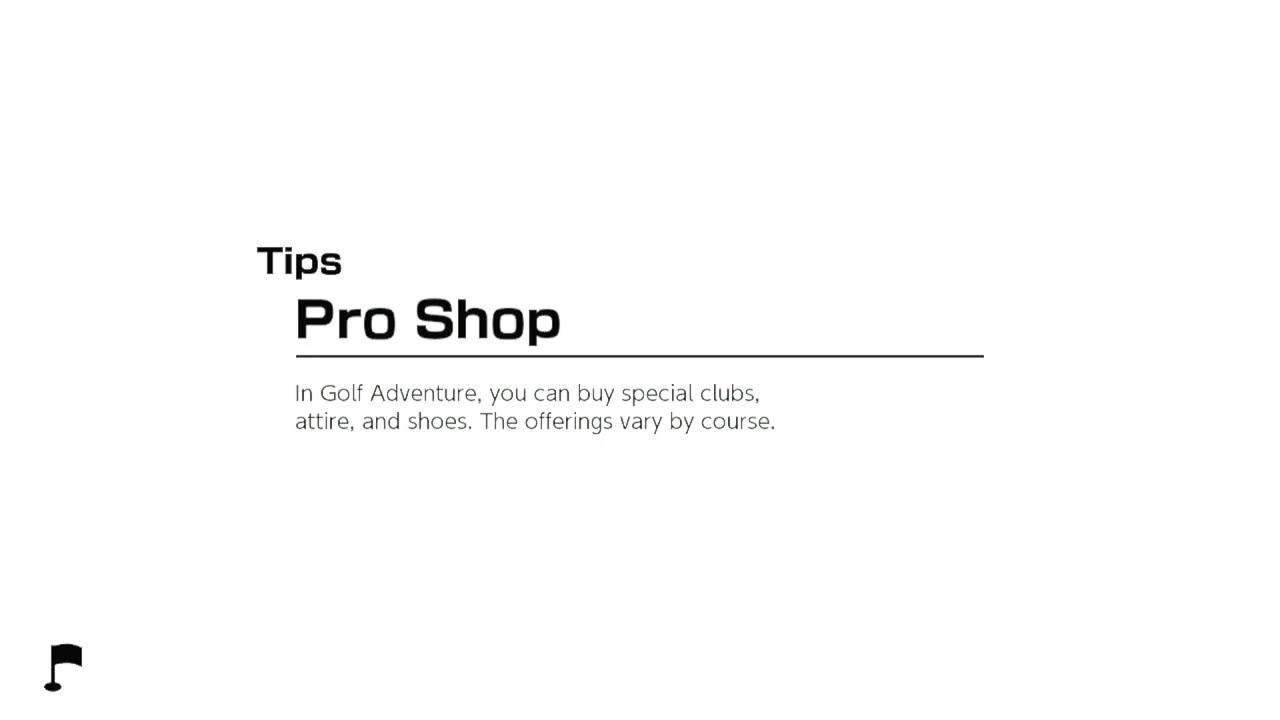 Tips
Pro Shop
In Golf Adventure, you can buy special clubs,
attire, and shoes. The offerings vary by course.